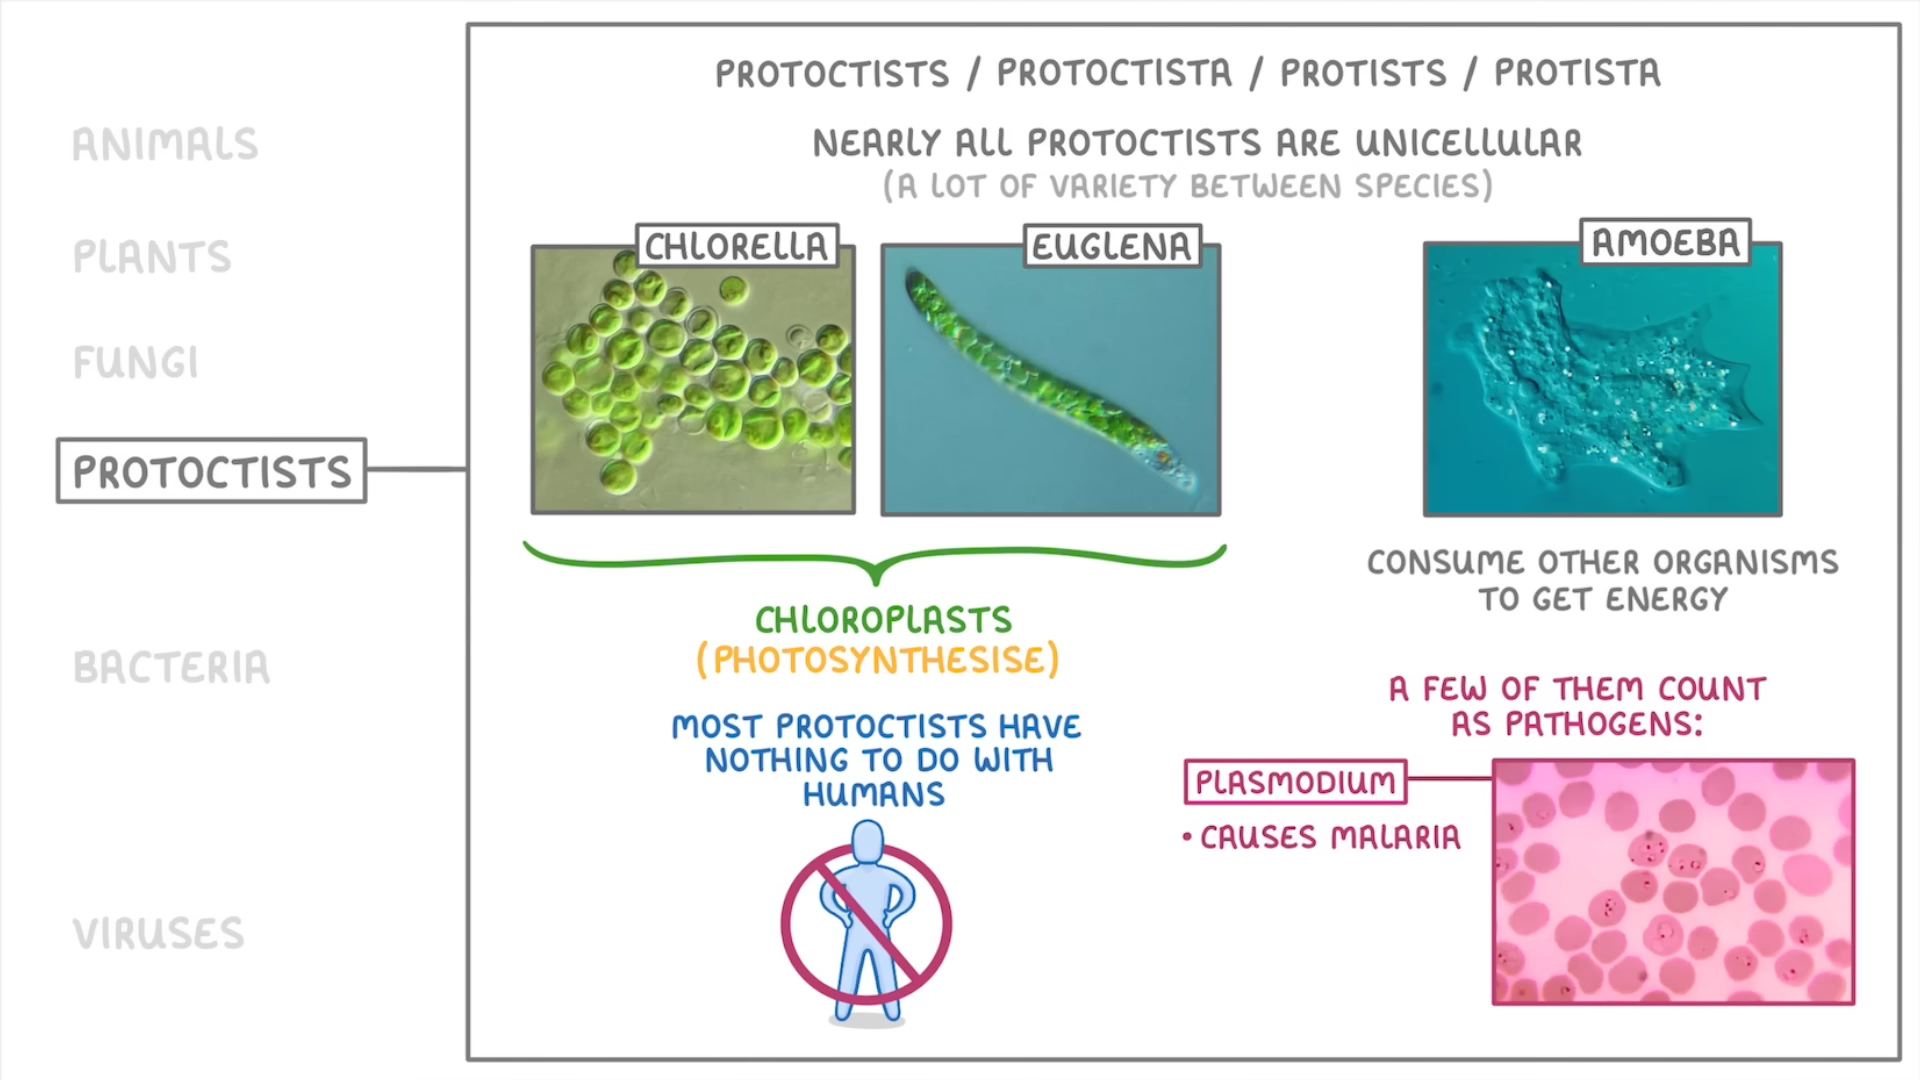 ANIMALS
PLANTS
FUNGI
PROTOCTISTS
BACTERIA
VIRUSES
PROTOCTISTS / PROTOCTISTA / PROTISTS / PROTISTA
NEARLY ALL PROTOCTISTS ARE UNICELLULAR
(A LOT OF VARIETY BETWEEN SPECIES)
CHLORELLA
EUGLENA
AMOEBA
CHLOROPLASTS
(PHOTOSYNTHESISE)
MOST PROTOCTISTS HAVE
NOTHING TO DO WITH
HUMANS
CONSUME OTHER ORGANISMS
TO GET ENERGY
A FEW OF THEM COUNT
AS PATHOGENS:
PLASMODIUM
• CAUSES MALARIA